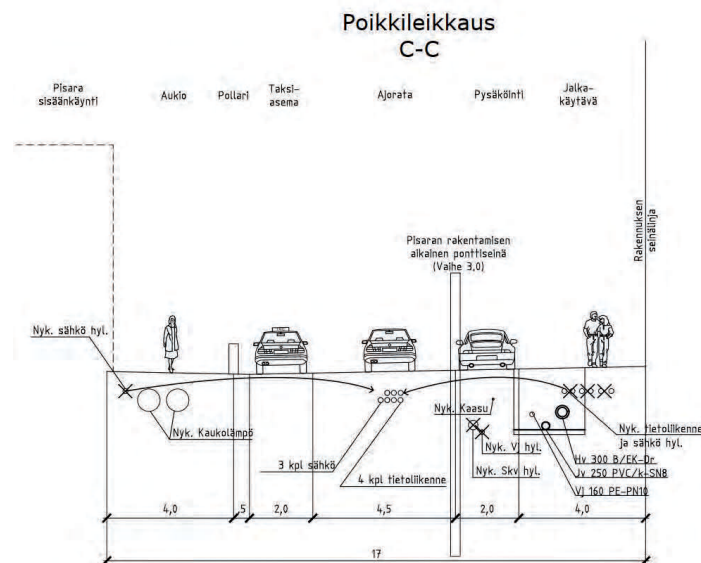 Poikkileikkaus
C-C
Pisara
sisäänkäynti
Aukio
Pollari
Taksi-
asema
Ajorata
Pysäköinti
Jalka-
käytävä
Rakennuksen
seinälinja
Pisaran rakentamisen
aikainen ponttiseinä
(Vaihe 3.0)
Nyk. sähkö hyl.
Nyk. Kaukolämpö
3 kpl sähkö
4 kpl tietoliikenne
Nyk. Kaasu
Nyk. Vj hyl.
Nyk. Skv hyl.
Nyk. tietoliikenne
ja sähkö hyl.
Hv 300 B/EK-Dr
Jv 250 PVC/k-SN8
Vj 160 PE-PN10
4,0
,5
2,0
4,5
2,0
4,0
17